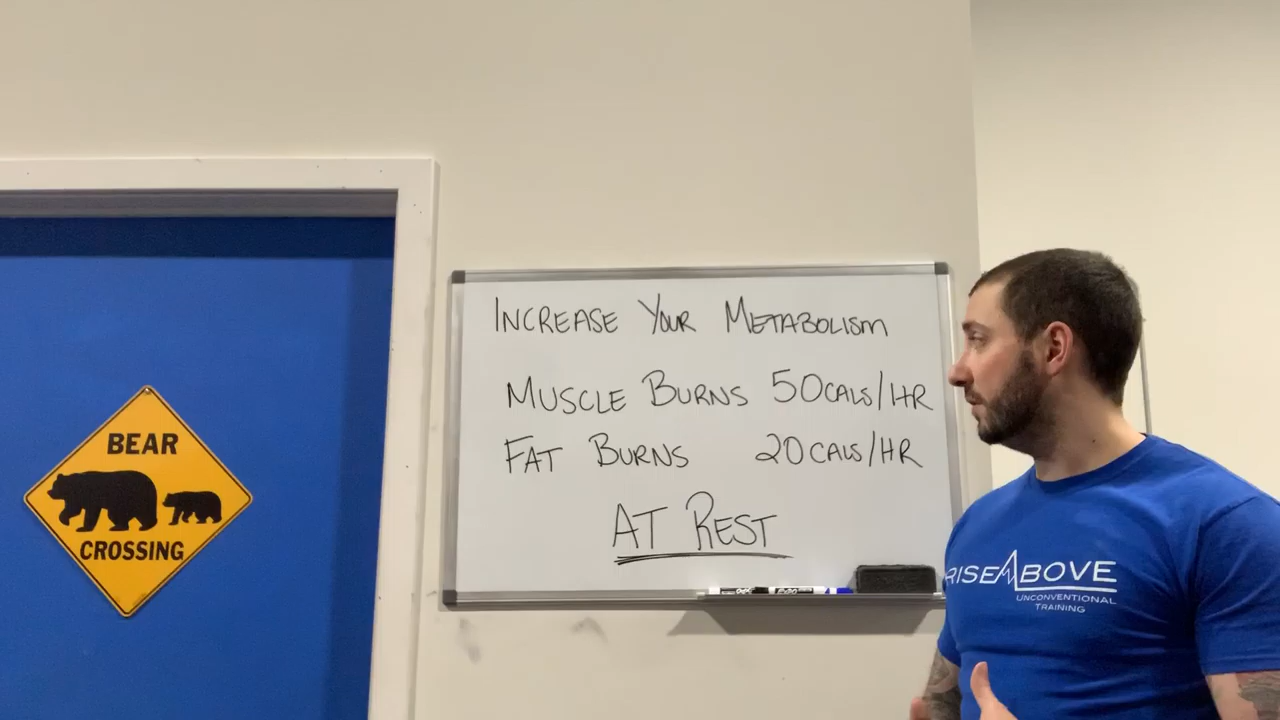 INCREASE YOUR METABOLISM
MUSCLE BURNS 50CALS/HR
FAT BURNS 20CALS/HR
AT REST
BEAR
CROSSING
RISE ABOVE
UNCONVENTIONAL
TRAINING